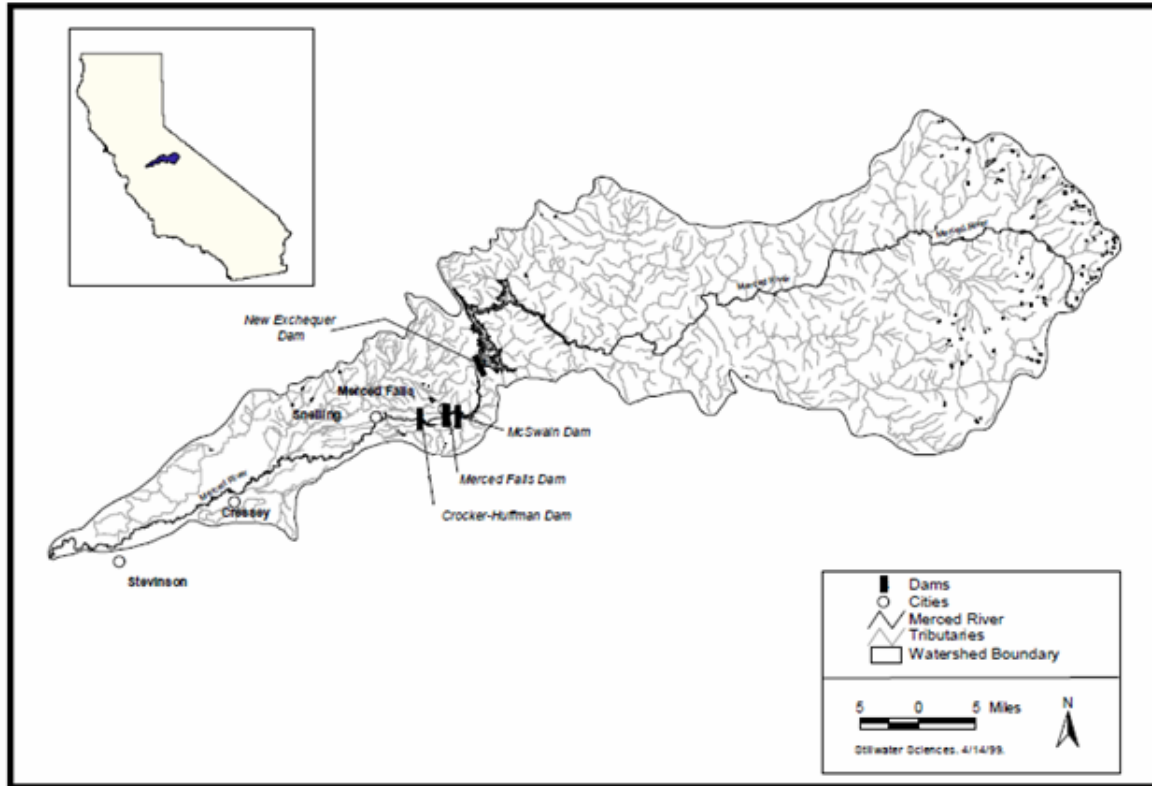 Merced River
Merced River
New Exchequer
Dam
Merced Falls
Snelling
McSwain Dam
Merced Falls Dam
Merced River
Cressey
Crocker-Huffman Dam
Stevinson
Dams
Cities
Merced River
Tributaries
Watershed Boundary
5 0 5 Miles
N
Stillwater Sciences. 4/14/99.